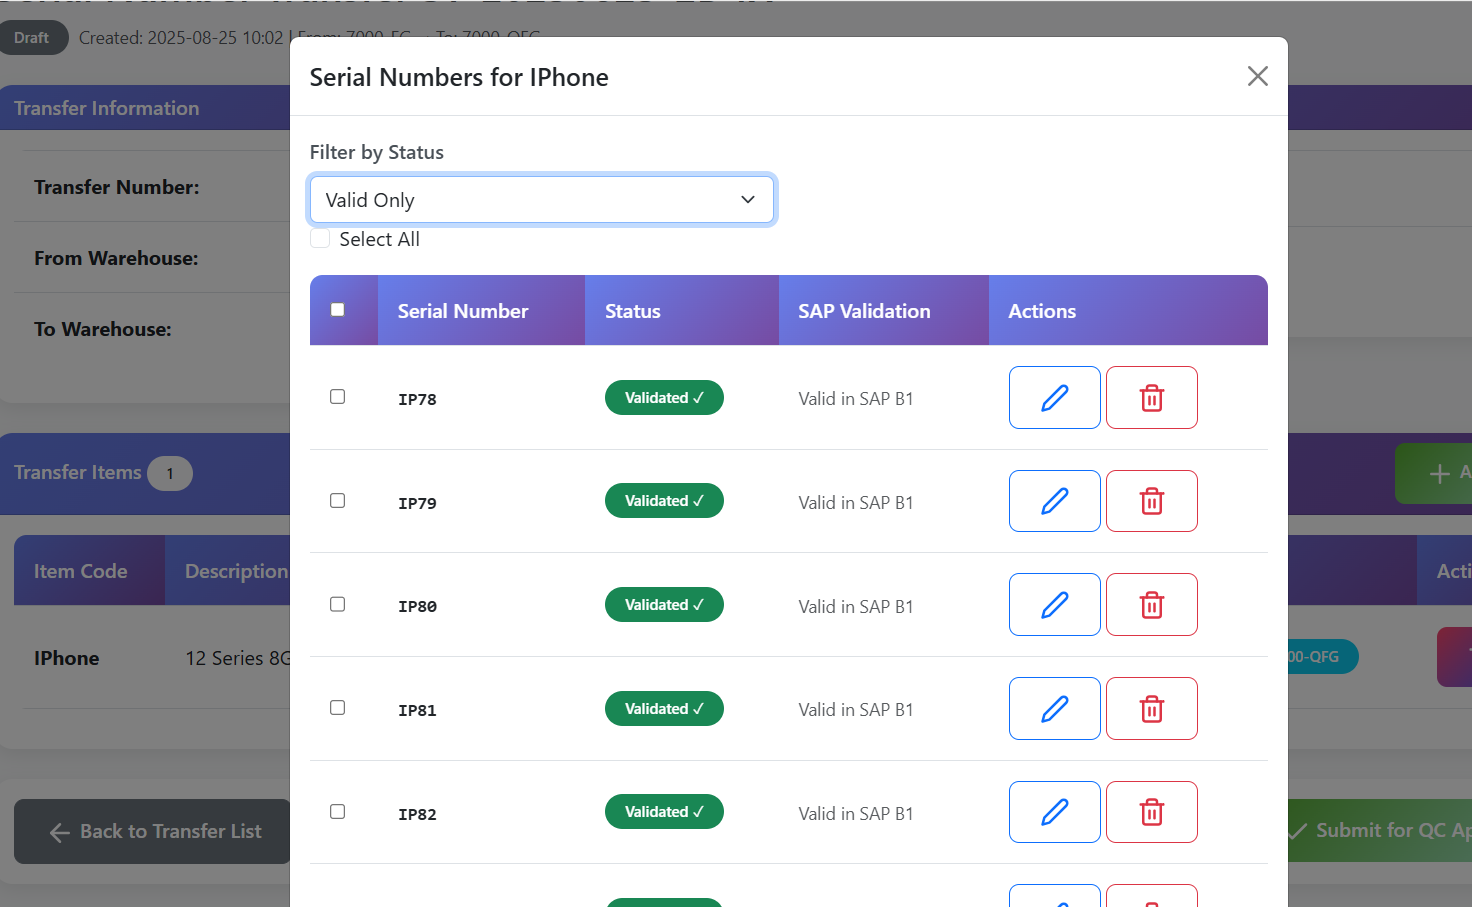 Draft
Created: 2025-08-25 10:02 | From: 7000-FG → To: 7000-QFG
Serial Numbers for IPhone
Transfer Information
Filter by Status
Transfer Number:
Valid Only
Select All
From Warehouse:
Serial Number Status SAP Validation Actions
To Warehouse:
IP78 Validated ✓ Valid in SAP B1
Transfer Items 1
IP79 Validated ✓ Valid in SAP B1
Item Code Description
IP80 Validated ✓ Valid in SAP B1
IPhone 12 Series 8G
00-QFG
IP81 Validated ✓ Valid in SAP B1
IP82 Validated ✓ Valid in SAP B1
Back to Transfer List
Submit for QC Ap